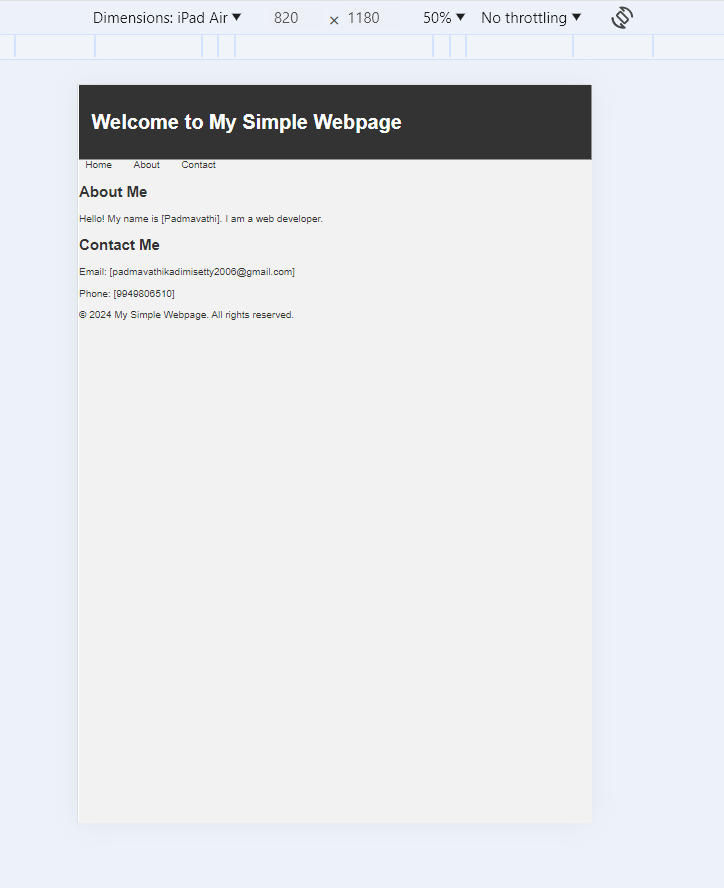 Dimensions: iPad Air ▼ 820 × 1180 50% ▼ No throttling ▼
Welcome to My Simple Webpage
Home About Contact
About Me
Hello! My name is [Padmavathi]. I am a web developer.
Contact Me
Email: [padmavathikadimisetty2006@gmail.com]
Phone: [9949806510]
© 2024 My Simple Webpage. All rights reserved.